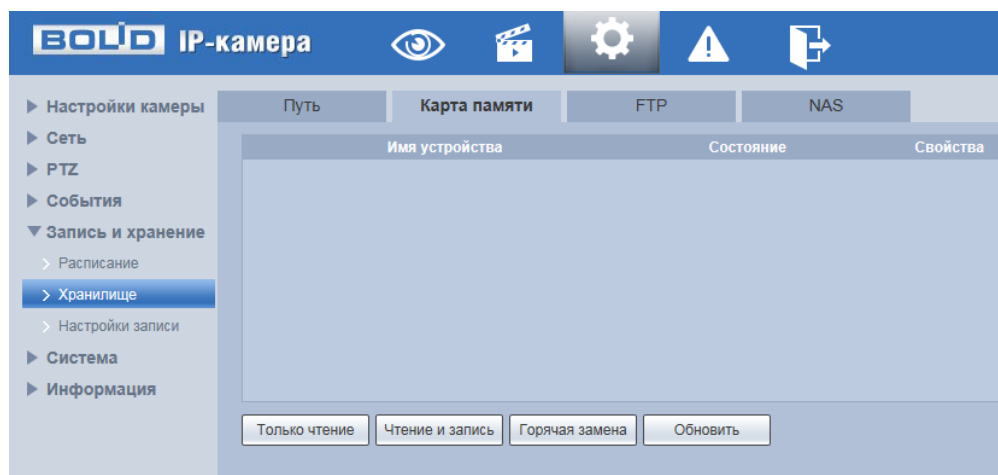 BOLID IP-камера
Настройки камеры
Сеть
PTZ
События
Запись и хранение
Расписание
Хранилище
Настройки записи
Система
Информация
Путь Карта памяти FTP NAS
Имя устройства Состояние Свойства
Только чтение Чтение и запись Горячая замена Обновить